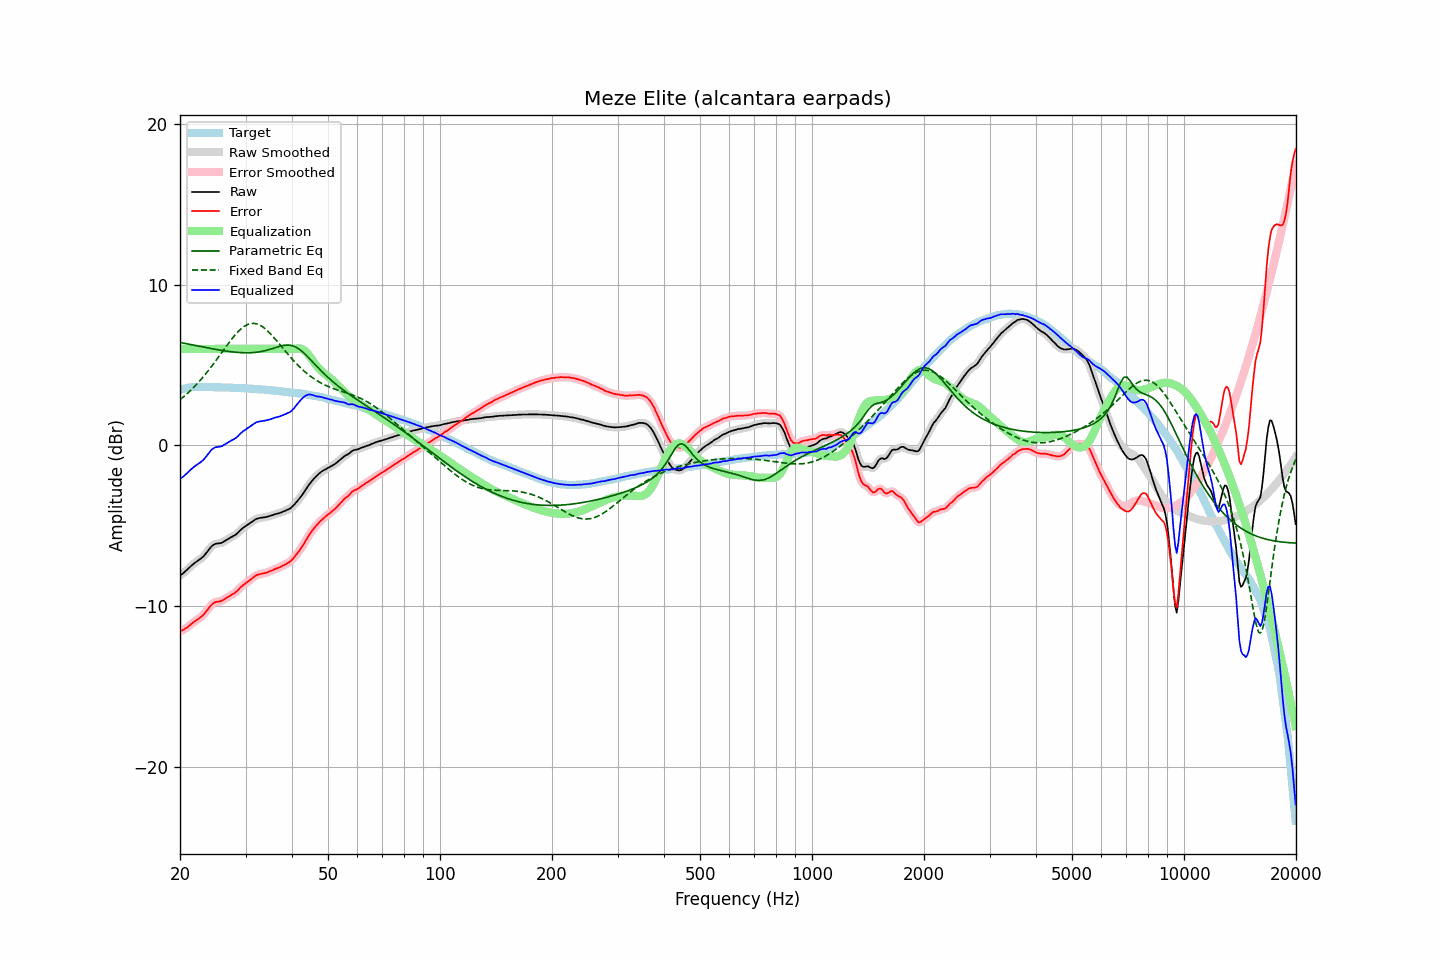 Meze Elite (alcantara earpads)
Target
Raw Smoothed
Error Smoothed
Raw
Error
Equalization
Parametric Eq
Fixed Band Eq
Equalized
Amplitude (dBr)
20
10
0
−10
−20
20 50 100 200 500 1000 2000 5000 10000 20000
Frequency (Hz)